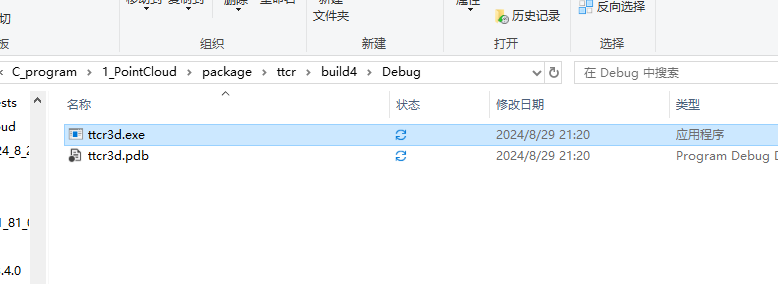 切
移动到
复制到
删除
重命名
新建
文件夹
属性
历史记录
反向选择
板
组织
新建
打开
选择
C_program
1_PointCloud
package
ttcr
build4
Debug
在 Debug 中搜索
ests
名称
状态
修改日期
类型
oud
ttcr3d.exe
2024/8/29 21:20
应用程序
24_8_2
ttcr3d.pdb
2024/8/29 21:20
Program Debug D
1_81_0
.4.0